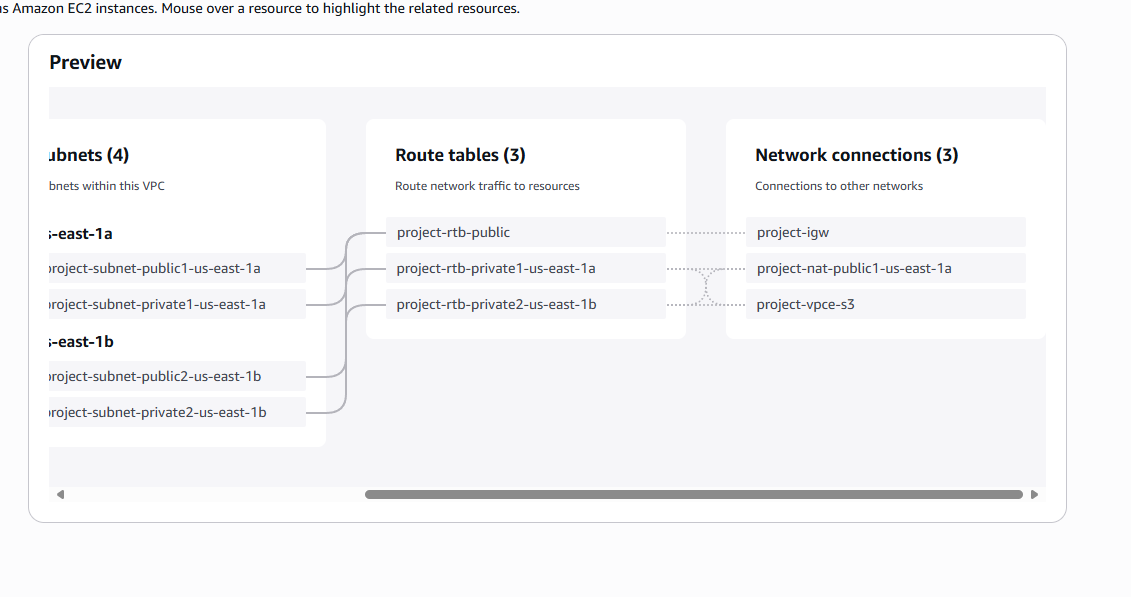 as Amazon EC2 instances. Mouse over a resource to highlight the related resources.
Preview
ubnets (4)
bnets within this VPC
s-east-1a
project-subnet-public1-us-east-1a
project-subnet-private1-us-east-1a
s-east-1b
project-subnet-public2-us-east-1b
project-subnet-private2-us-east-1b
Route tables (3)
Route network traffic to resources
project-rtb-public
project-rtb-private1-us-east-1a
project-rtb-private2-us-east-1b
Network connections (3)
Connections to other networks
project-igw
project-nat-public1-us-east-1a
project-vpce-s3